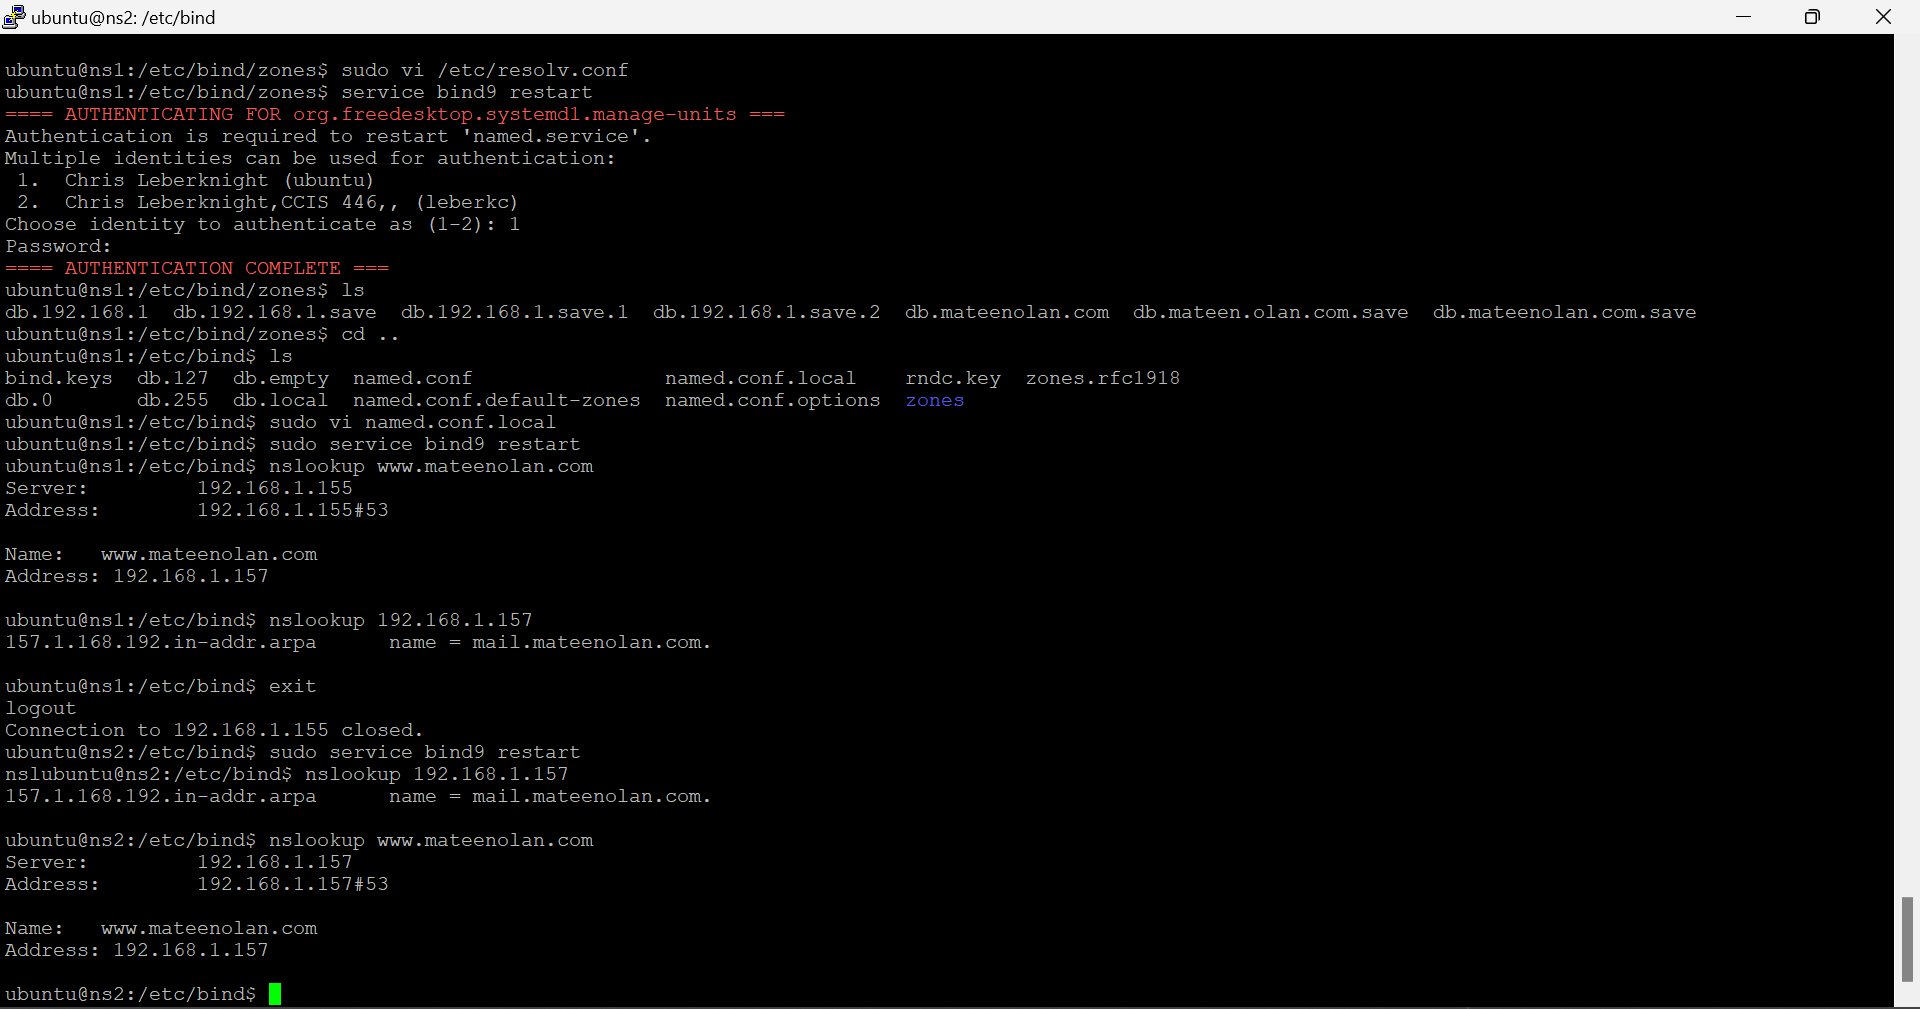 ubuntu@ns2: /etc/bind
ubuntu@ns1:/etc/bind/zones$ sudo vi /etc/resolv.conf
ubuntu@ns1:/etc/bind/zones$ service bind9 restart
==== AUTHENTICATING FOR org.freedesktop.systemd1.manage-units ===
Authentication is required to restart 'named.service'.
Multiple identities can be used for authentication:
 1.  Chris Leberknight (ubuntu)
 2.  Chris Leberknight,CCIS 446,, (leberkc)
Choose identity to authenticate as (1-2): 1
Password:
==== AUTHENTICATION COMPLETE ===
ubuntu@ns1:/etc/bind/zones$ ls
db.192.168.1  db.192.168.1.save  db.192.168.1.save.1  db.192.168.1.save.2  db.mateenolan.com  db.mateen.olan.com.save  db.mateenolan.com.save
ubuntu@ns1:/etc/bind/zones$ cd ..
ubuntu@ns1:/etc/bind$ ls
bind.keys  db.127  db.empty  named.conf                named.conf.local    rndc.key  zones.rfc1918
db.0       db.255  db.local  named.conf.default-zones  named.conf.options  zones
ubuntu@ns1:/etc/bind$ sudo vi named.conf.local
ubuntu@ns1:/etc/bind$ sudo service bind9 restart
ubuntu@ns1:/etc/bind$ nslookup www.mateenolan.com
Server:         192.168.1.155
Address:        192.168.1.155#53
Name:   www.mateenolan.com
Address: 192.168.1.157
ubuntu@ns1:/etc/bind$ nslookup 192.168.1.157
157.1.168.192.in-addr.arpa      name = mail.mateenolan.com.
ubuntu@ns1:/etc/bind$ exit
logout
Connection to 192.168.1.155 closed.
ubuntu@ns2:/etc/bind$ sudo service bind9 restart
nslubuntu@ns2:/etc/bind$ nslookup 192.168.1.157
157.1.168.192.in-addr.arpa      name = mail.mateenolan.com.
ubuntu@ns2:/etc/bind$ nslookup www.mateenolan.com
Server:         192.168.1.157
Address:        192.168.1.157#53
Name:   www.mateenolan.com
Address: 192.168.1.157
ubuntu@ns2:/etc/bind$